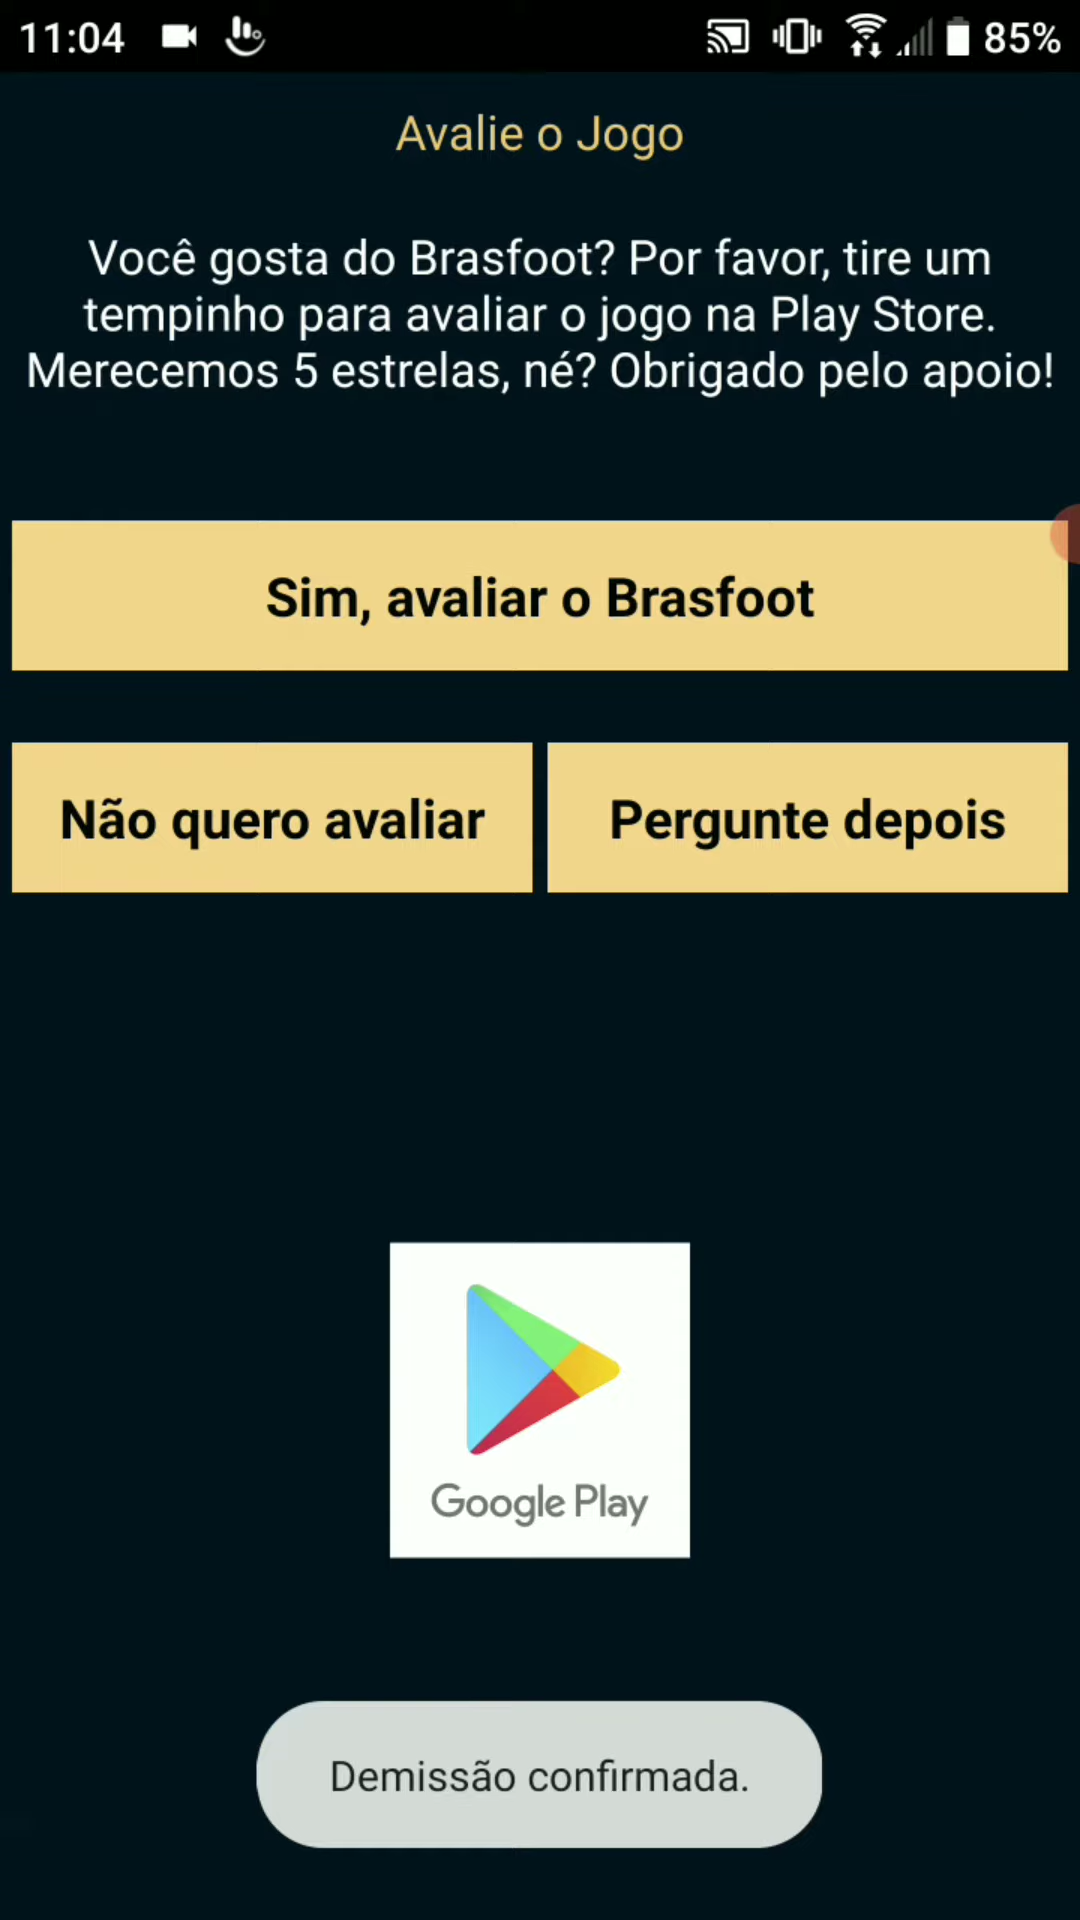 11:04
85%
Avalie o Jogo
Você gosta do Brasfoot? Por favor, tire um
tempinho para avaliar o jogo na Play Store.
Merecemos 5 estrelas, né? Obrigado pelo apoio!
Sim, avaliar o Brasfoot
Não quero avaliar
Pergunte depois
Google Play
Demissão confirmada.